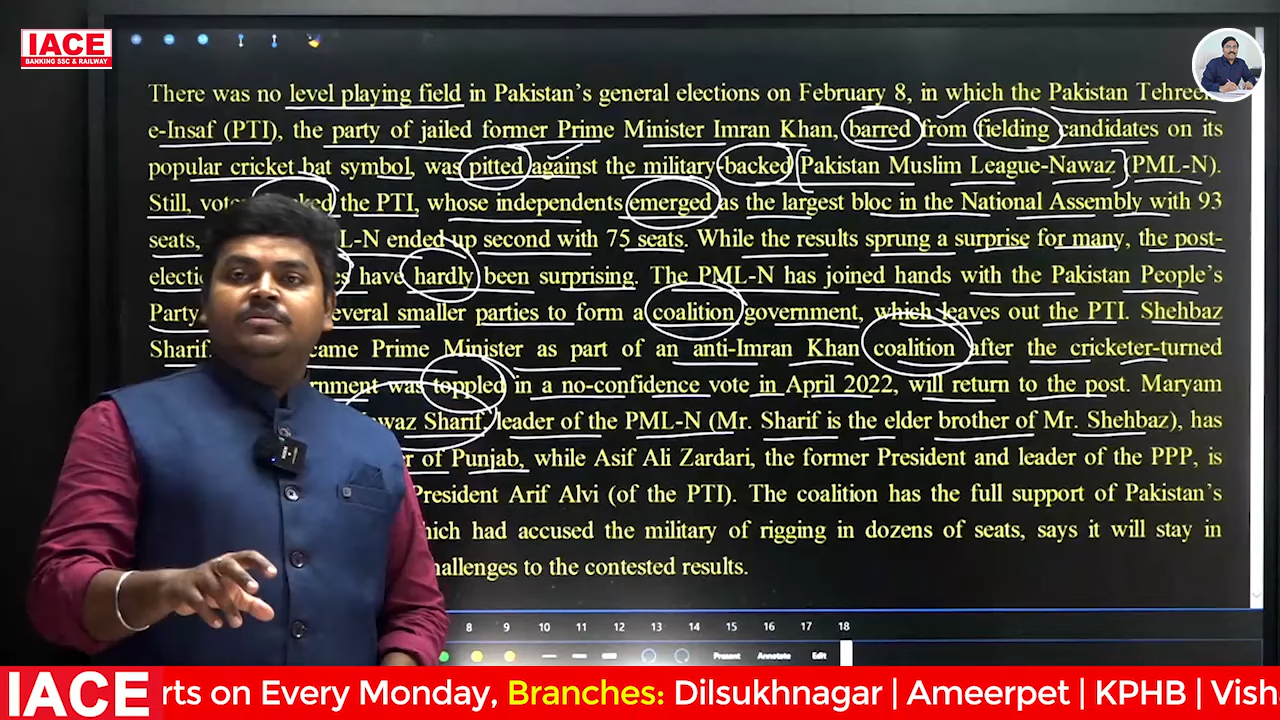 IACE
BANKING SSC & RAILWAY
There was no level playing field in Pakistan's general elections on February 8, in which the Pakistan Tehreek-
e-Insaf (PTI), the party of jailed former Prime Minister Imran Khan, barred from fielding candidates on its
popular cricket bat symbol, was pitted against the military-backed Pakistan Muslim League-Nawaz (PML-N).
Still, the PTI, whose independents emerged as the largest bloc in the National Assembly with 93
seats, ended up second with 75 seats. While the results sprung a surprise for many, the post-
have hardly been surprising. The PML-N has joined hands with the Pakistan People's
Party several smaller parties to form a coalition government, which leaves out the PTI. Shehbaz
Sharif, Prime Minister as part of an anti-Imran Khan coalition after the cricketer-turned
was toppled in a no-confidence vote in April 2022, will return to the post. Maryam
Sharif, leader of the PML-N (Mr. Sharif is the elder brother of Mr. Shehbaz), has
of Punjab, while Asif Ali Zardari, the former President and leader of the PPP, is
President Arif Alvi (of the PTI). The coalition has the full support of Pakistan's
which had accused the military of rigging in dozens of seats, says it will stay in
challenges to the contested results.
8 9 10 11 12 13 14 15 16 17 18
Present Annotate Edit
IACE rts on Every Monday, Branches: Dilsukhnagar | Ameerpet | KPHB | Vish